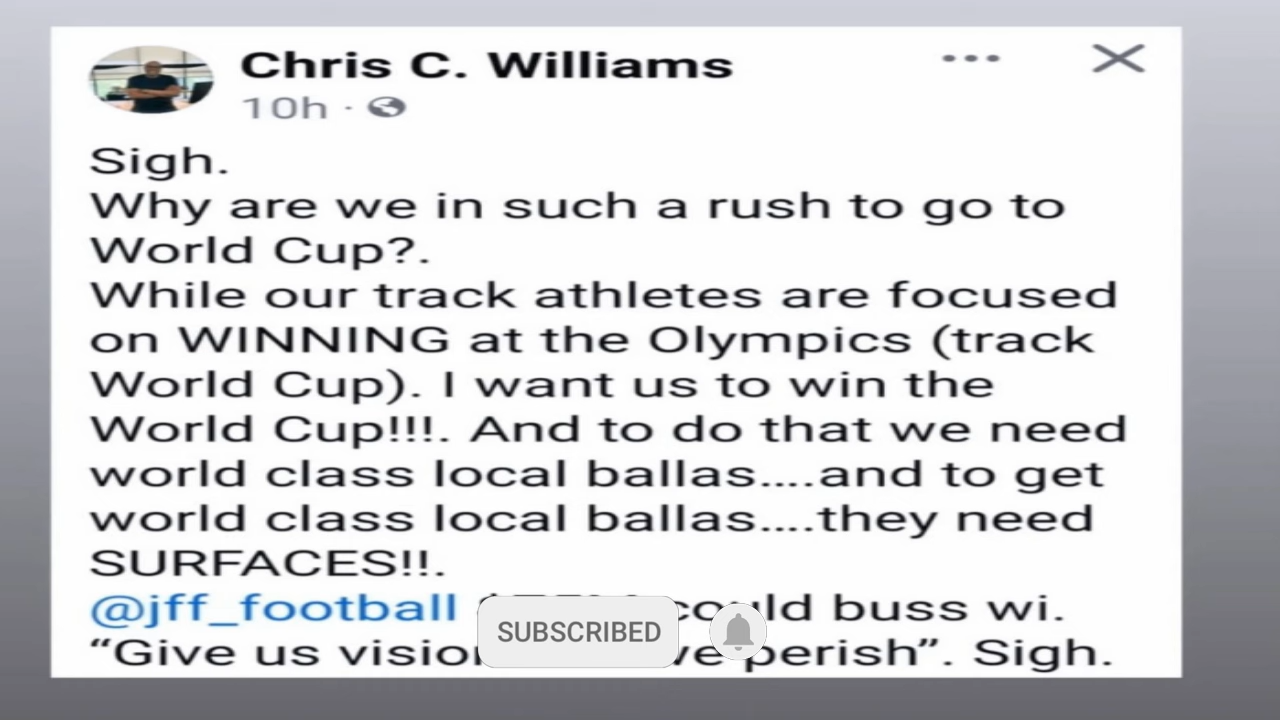 Chris C. Williams
10h ·
Sigh.
Why are we in such a rush to go to
World Cup?.
While our track athletes are focused
on WINNING at the Olympics (track
World Cup). I want us to win the
World Cup!!!. And to do that we need
world class local ballas....and to get
world class local ballas....they need
SURFACES!!.
@jff_football could buss wi.
“Give us perish”. Sigh.
SUBSCRIBED